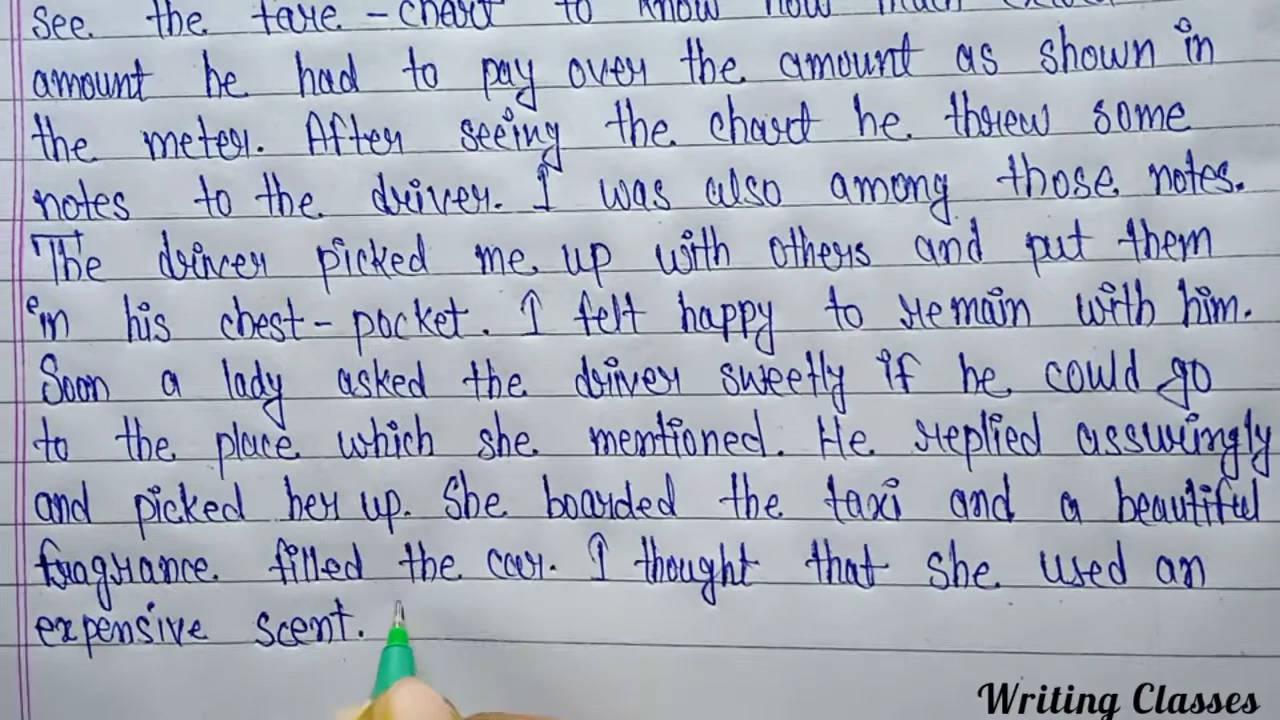 see the fare - chart to know how much extra
amount he had to pay over the amount as shown in
the meter. After seeing the chart he threw some
notes to the driver. I was also among those notes.
The driver picked me up with others and put them
in his chest - pocket. I felt happy to remain with him.
Soon a lady asked the driver sweetly if he could go
to the place which she mentioned. He replied assuringly
and picked her up. She boarded the taxi and a beautiful
fragrance filled the car. I thought that she used an
expensive scent.
Writing Classes